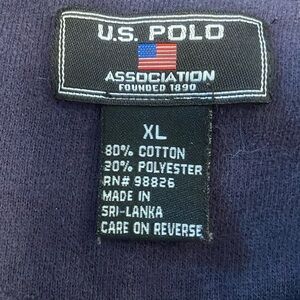 U.S. POLO
ASSOCIATION
FOUNDED 1890
XL
80% COTTON
20% POLYESTER
RN# 98826
MADE IN
SRI-LANKA
CARE ON REVERSE